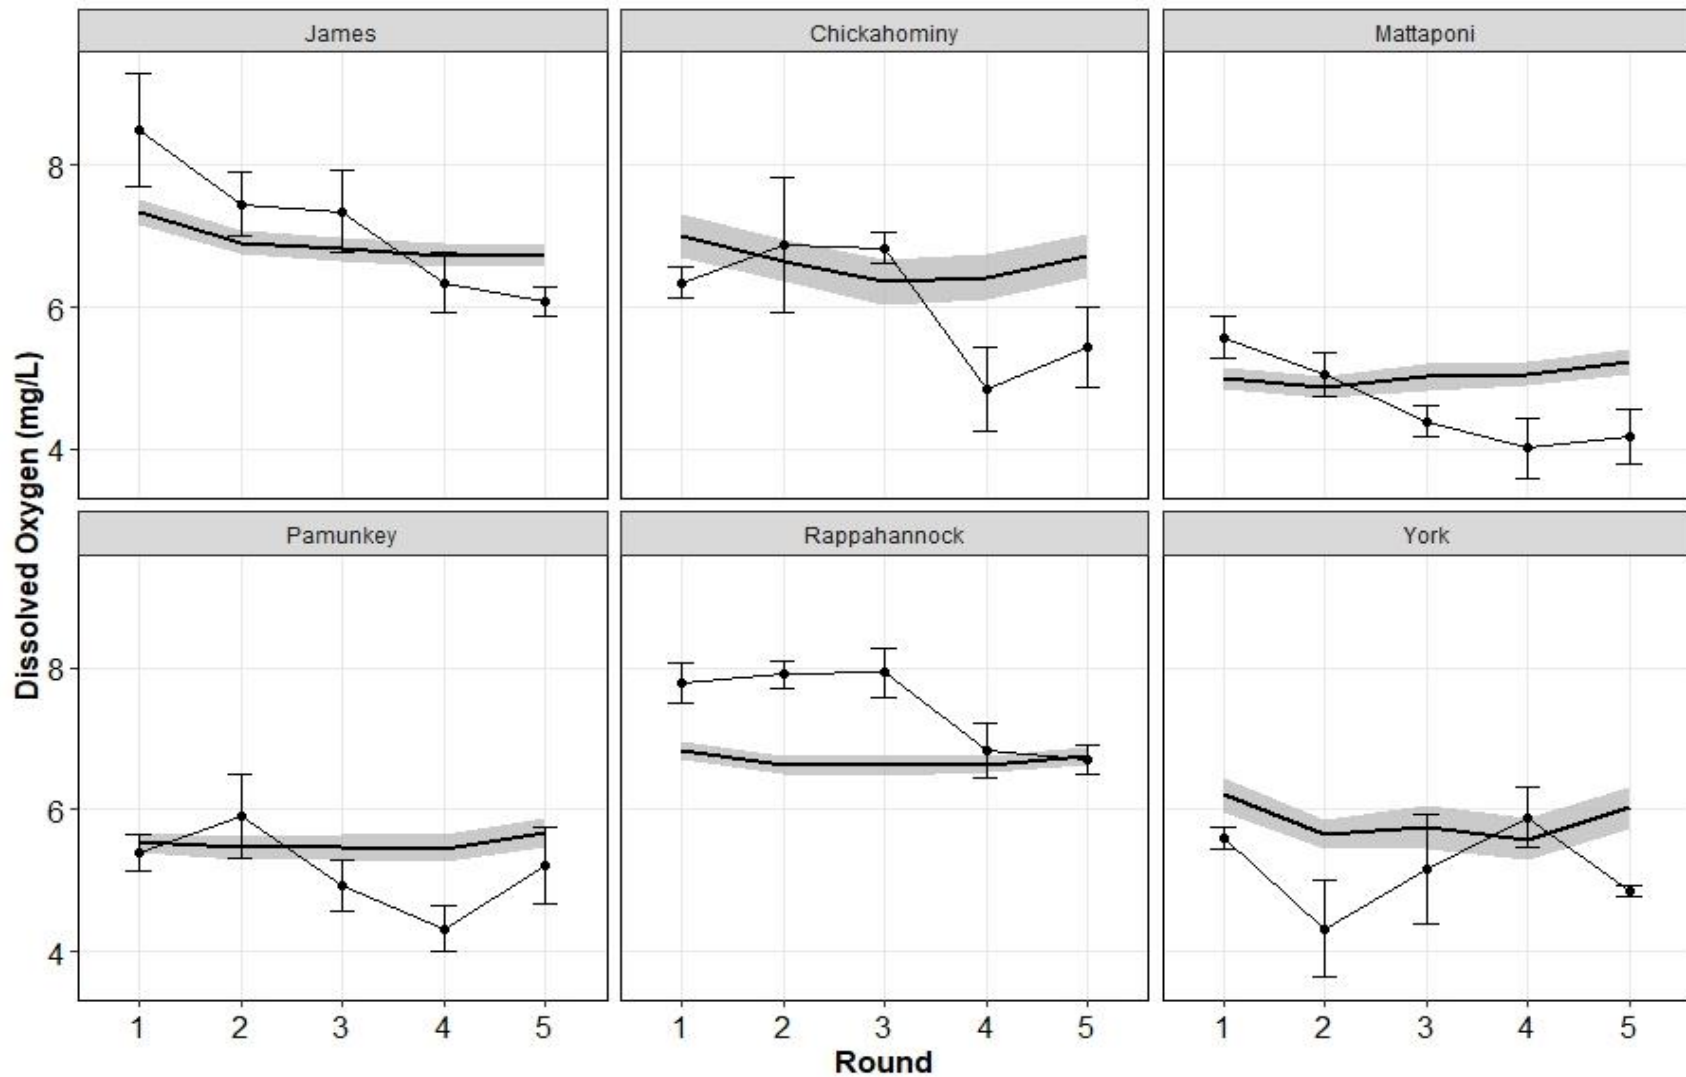 James
Chickahominy
Mattaponi
8
6
4
Pamunkey
Rappahannock
York
8
6
4
Dissolved Oxygen (mg/L)
1 2 3 4 5
1 2 3 4 5
1 2 3 4 5
Round